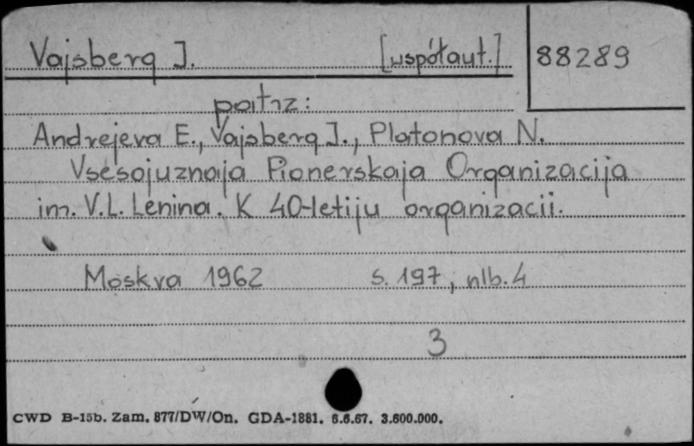 Vajsberg J. [współaut.] 88289
patrz:
Andrejeva E., Vajsberg J., Platonova N.
Vsesojuznaja Pionerskaja Organizacija
im. V.L. Lenina. K 40-letiju organizacii.
Moskva 1962 s. 197, nlb. 4
3
CWD B-15b. Zam. 877/DW/On. GDA-1881. 6.6.67. 3.600.000.